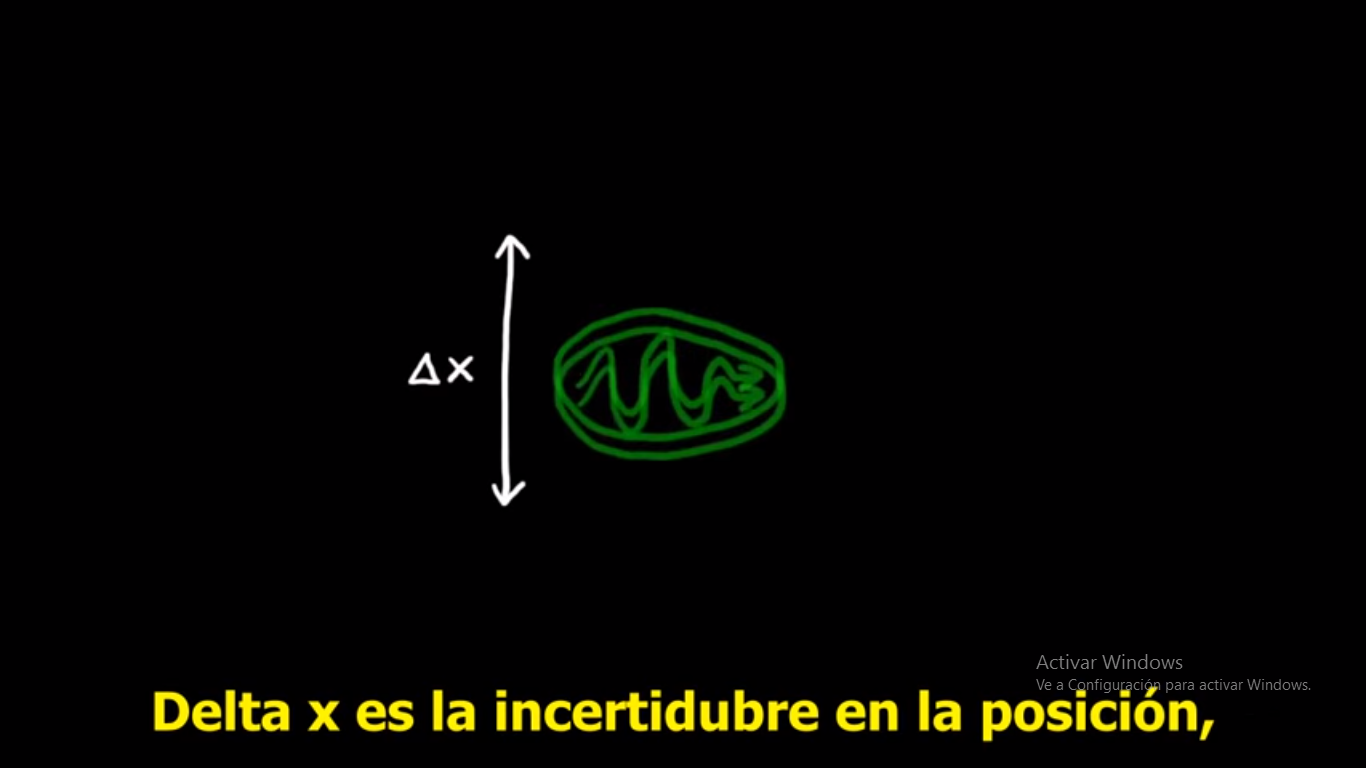 Δx
Activar Windows
Ve a Configuración para activar Windows.
Delta x es la incertidubre en la posición,